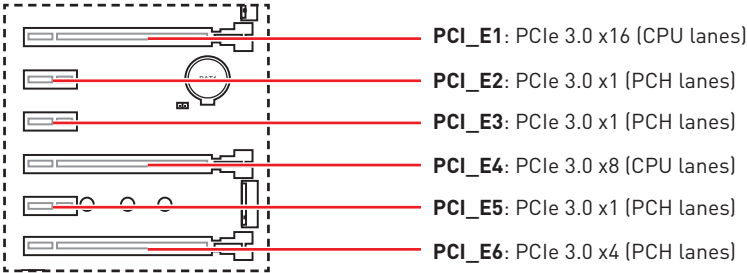 PCI_E1: PCIe 3.0 x16 (CPU lanes)
PCI_E2: PCIe 3.0 x1 (PCH lanes)
PCI_E3: PCIe 3.0 x1 (PCH lanes)
PCI_E4: PCIe 3.0 x8 (CPU lanes)
PCI_E5: PCIe 3.0 x1 (PCH lanes)
PCI_E6: PCIe 3.0 x4 (PCH lanes)